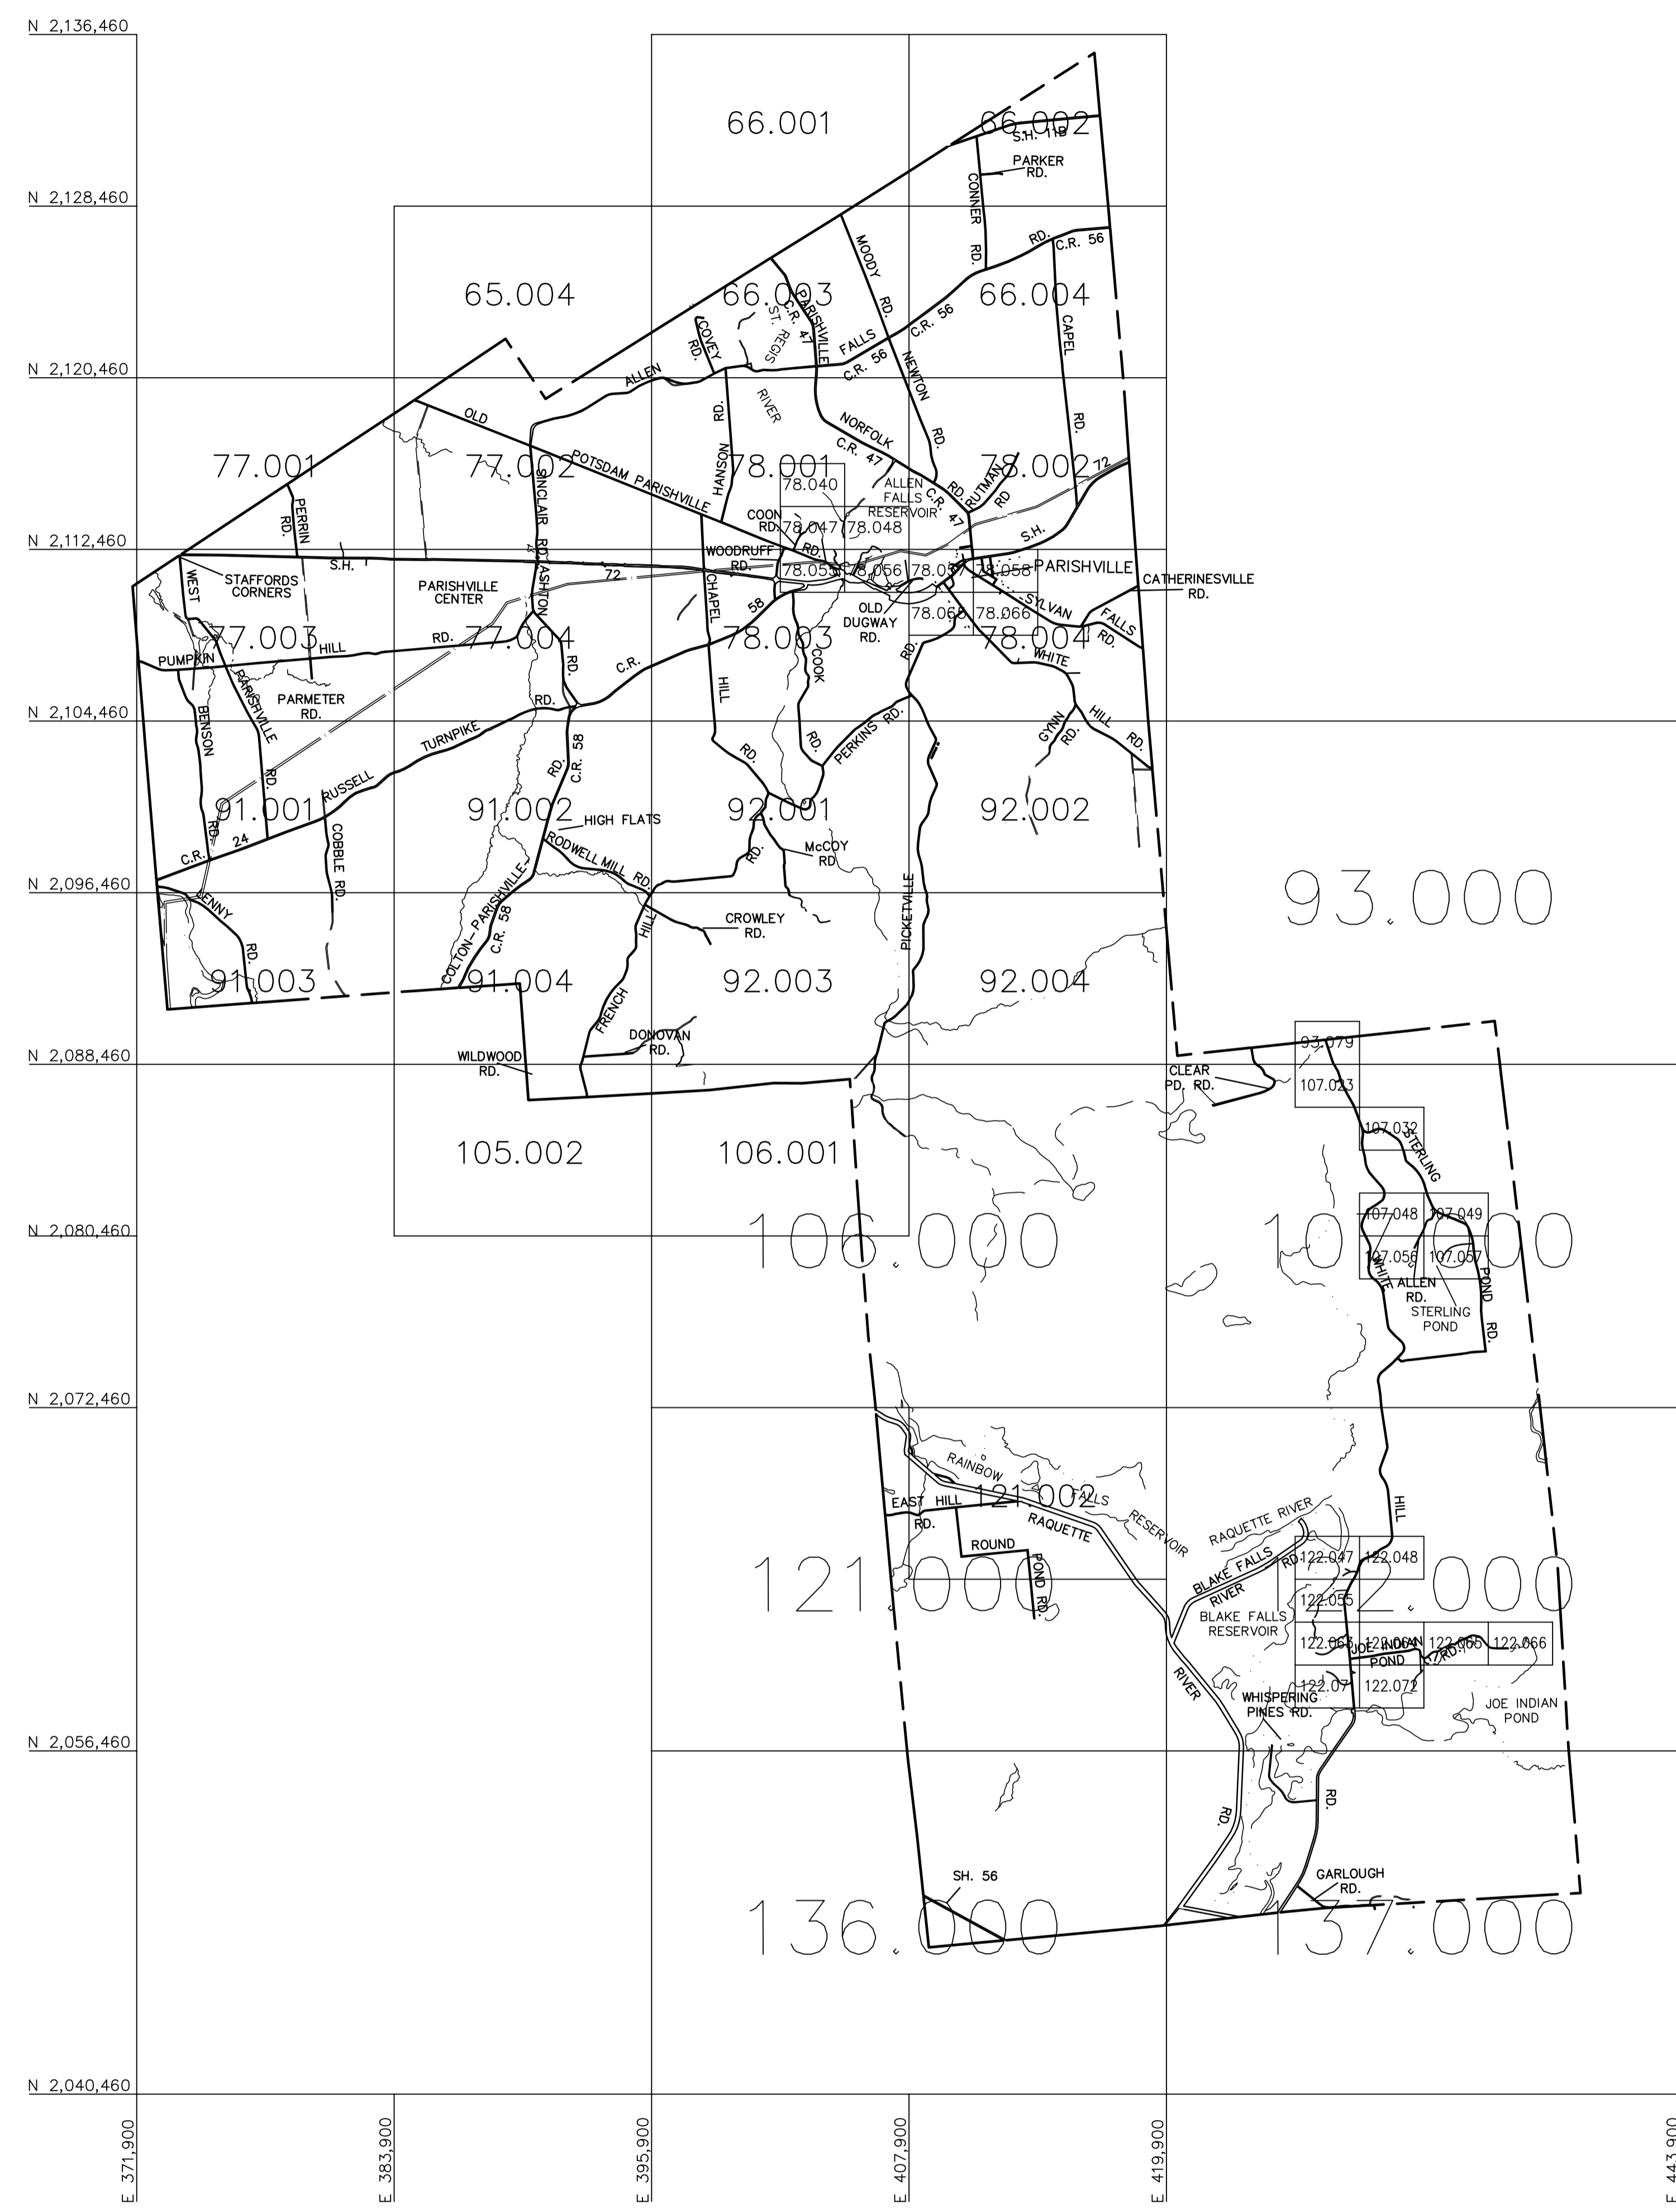 N 2,136,460
66.001
66.002
S.H. 11B
PARKER
RD.
CONNER
RD.
N 2,128,460
MOODY
RD.
RD.
C.R. 56
65.004
66.003
66.004
C.R. 47
PARISHVILLE
ST. REGIS
RIVER
COVEY
RD.
FALLS
C.R. 56
C.R. 56
CAPEL
RD.
N 2,120,460
ALLEN
NEWTON
RD.
OLD
POTSDAM PARISHVILLE
RD.
HANSON
RD.
NORFOLK
C.R. 47
RD.
C.R. 47
RUTMAN
RD
72
77.001
77.002
78.001
78.002
78.040
ALLEN
FALLS
RESERVOIR
SINCLAIR RD.
PERRIN
RD.
COON
RD.
78.047
78.048
S.H.
N 2,112,460
WOODRUFF
RD.
S.H.
72
78.055
78.056
78.057
78.058
PARISHVILLE
STAFFORDS
CORNERS
PARISHVILLE
CENTER
ASHTON
RD.
CHAPEL
HILL
RD.
58
OLD
DUGWAY
RD.
78.065
78.066
SYLVAN
FALLS
RD.
CATHERINESVILLE
RD.
WEST
PARISHVILLE
RD.
77.003
77.004
78.003
78.004
PUMPKIN
HILL
RD.
C.R.
COOK
RD.
RD.
WHITE
HILL
RD.
PARMETER
RD.
BENSON
RD.
N 2,104,460
TURNPIKE
RD.
C.R. 58
RD.
PERKINS RD.
GYNN
RD.
RUSSELL
91.001
91.002
92.001
92.002
HIGH FLATS
C.R.
24
COBBLE RD.
RODWELL MILL RD.
RD.
McCOY
RD
N 2,096,460
LENNY
RD.
COLTON-PARISHVILLE
C.R. 58
HILL
CROWLEY
RD.
PICKETVILLE
93.000
91.003
91.004
92.003
92.004
FRENCH
DONOVAN
RD.
N 2,088,460
WILDWOOD
RD.
CLEAR
PD. RD.
93.079
107.023
105.002
106.001
107.032
STERLING
N 2,080,460
106.000
107.048
107.049
107.056
107.057
WHITE
ALLEN
RD.
STERLING
POND
POND
RD.
N 2,072,460
RAINBOW
FALLS
RESERVOIR
EAST HILL
RD.
121.002
RAQUETTE
RAQUETTE RIVER
HILL
ROUND
POND RD.
121.000
BLAKE FALLS
RD.
RIVER
122.047
122.048
122.055
BLAKE FALLS
RESERVOIR
122.063
122.064
122.065
122.066
JOE INDIAN
POND
RD.
RIVER
122.072
WHISPERING
PINES RD.
JOE INDIAN
POND
N 2,056,460
RD.
RD.
SH. 56
GARLOUGH
RD.
136.000
137.000
N 2,040,460
E 371,900
E 383,900
E 395,900
E 407,900
E 419,900
E 443,900